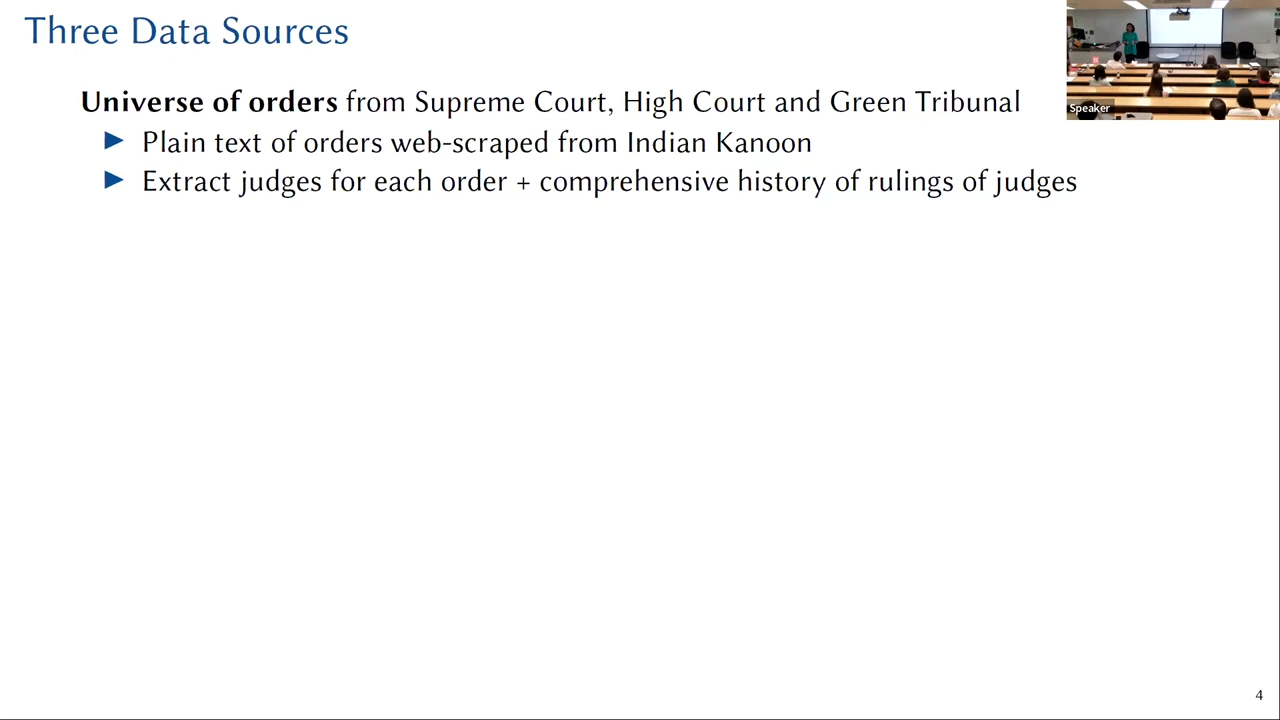 Three Data Sources
Universe of orders from Supreme Court, High Court and Green Tribunal
► Plain text of orders web-scraped from Indian Kanoon
► Extract judges for each order + comprehensive history of rulings of judges
Speaker
4